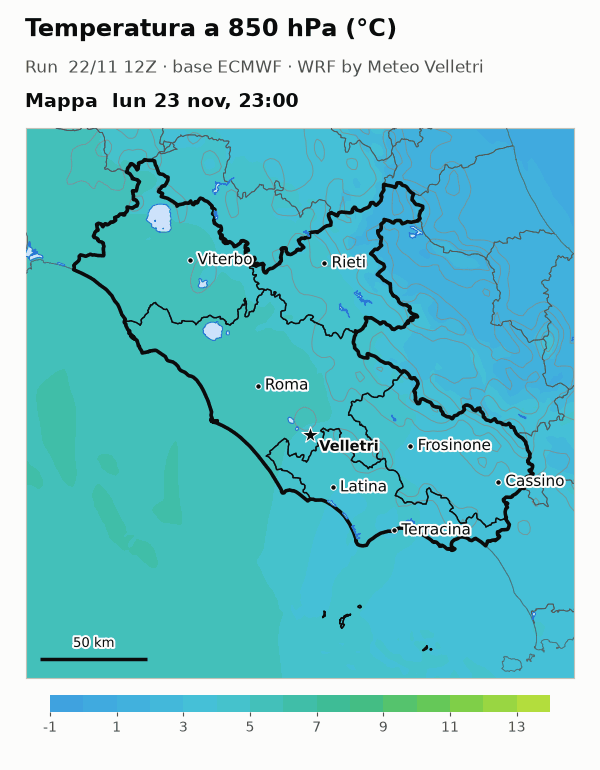 Temperatura a 850 hPa (°C)
Run 22/11 12Z · base ECMWF · WRF by Meteo Velletri
Mappa lun 23 nov, 23:00
Viterbo
Rieti
Roma
Velletri
Frosinone
Cassino
Latina
Terracina
50 km
-1 1 3 5 7 9 11 13